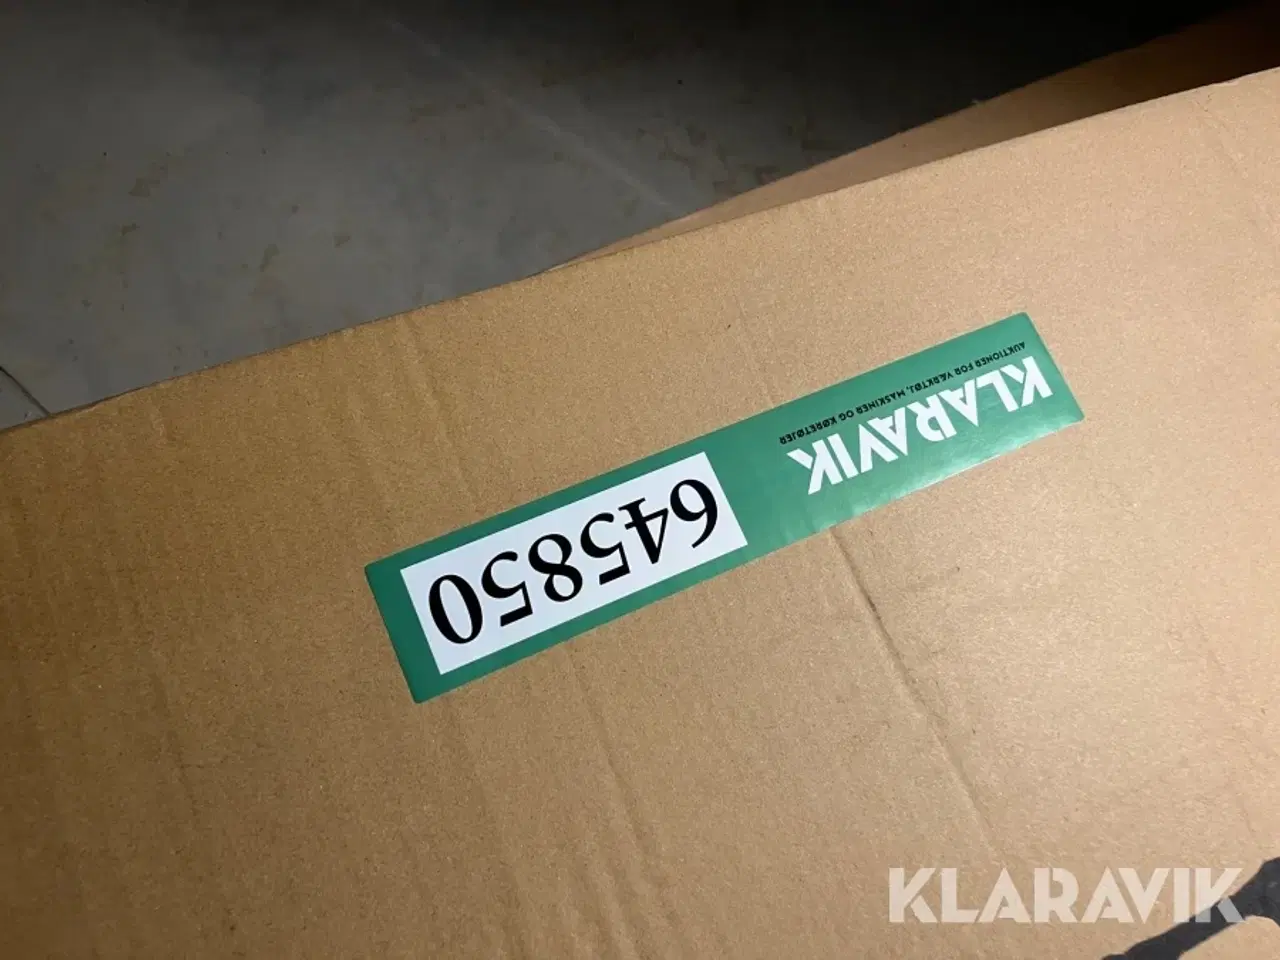 KLARAVIK
AUKTIONER FOR VÆRKTØJ, MASKINER OG KØRETØJER
645850
KLARAVIK